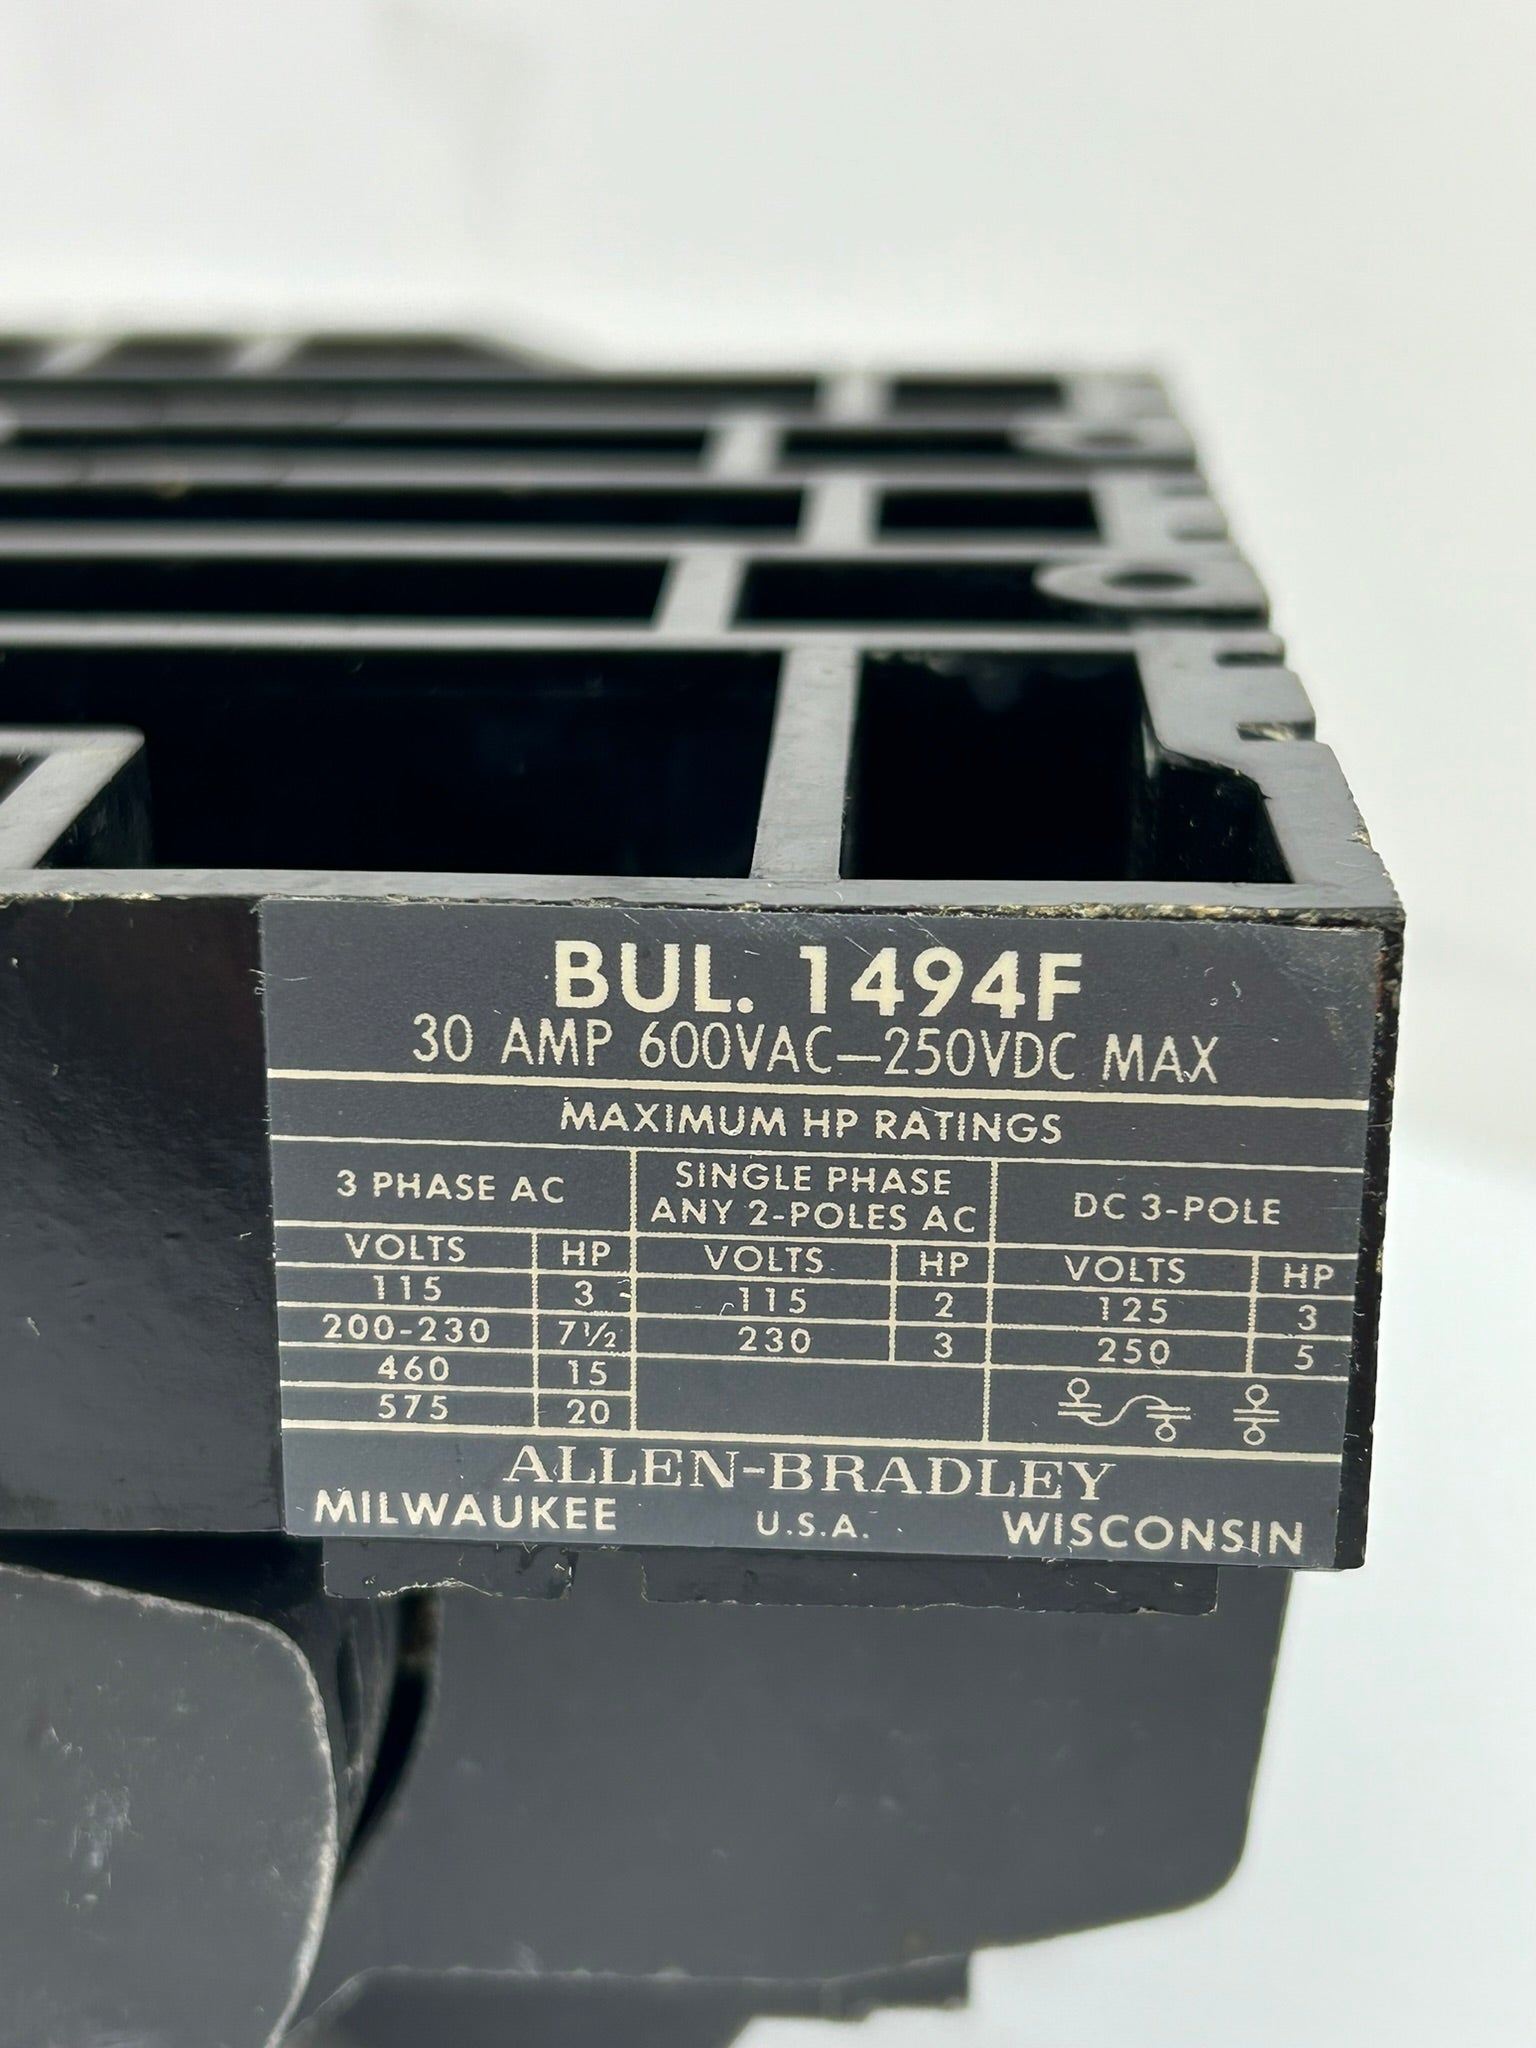 BUL. 1494F
30 AMP 600VAC—250VDC MAX
MAXIMUM HP RATINGS
3 PHASE AC
SINGLE PHASE
ANY 2-POLES AC
DC 3-POLE
VOLTS HP VOLTS HP VOLTS HP
115 3 115 2 125 3
200-230 7½ 230 3 250 5
460 15
575 20
ALLEN-BRADLEY
MILWAUKEE U.S.A. WISCONSIN